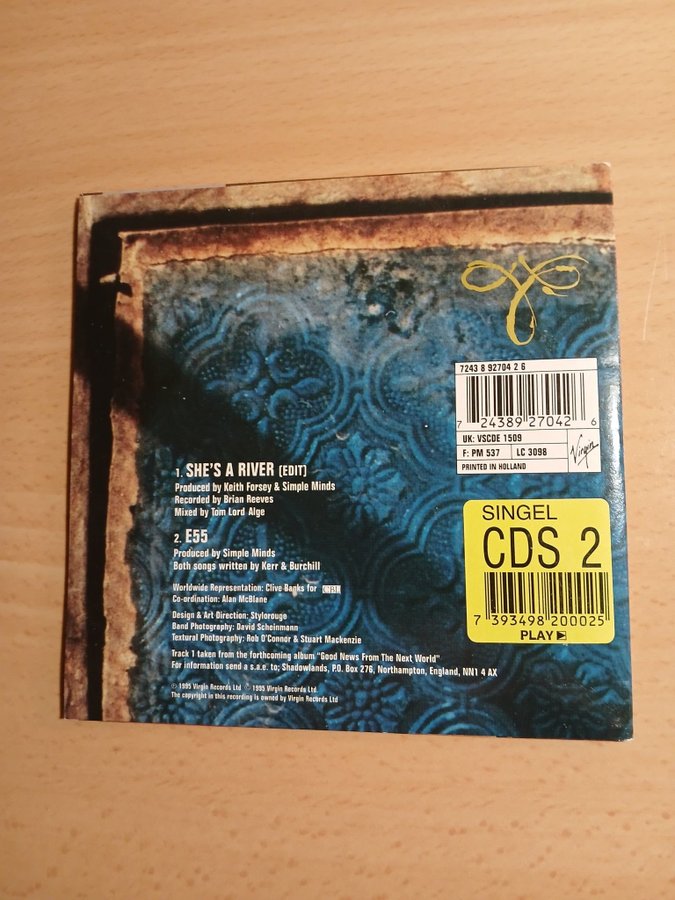 7243 8 92704 2 6
7 24389 27042 6
UK: VSCDE 1509
F: PM 537 LC 3098
Virgin
PRINTED IN HOLLAND
1. SHE'S A RIVER (EDIT)
Produced by Keith Forsey & Simple Minds
Recorded by Brian Reeves
Mixed by Tom Lord Alge
2. E55
Produced by Simple Minds
Both songs written by Kerr & Burchill
Worldwide Representation: Clive Banks for CBL
Co-ordination: Alan McBlane
Design & Art Direction: Stylorouge
Band Photography: David Scheinmann
Textural Photography: Rob O'Connor & Stuart Mackenzie
Track 1 taken from the forthcoming album "Good News From The Next World"
For information send a s.a.e. to; Shadowlands, P.O. Box 276, Northampton, England, NN1 4 AX
℗ 1995 Virgin Records Ltd © 1995 Virgin Records Ltd.
The copyright in this recording is owned by Virgin Records Ltd
SINGEL
CDS 2
7 393498 200025
PLAY